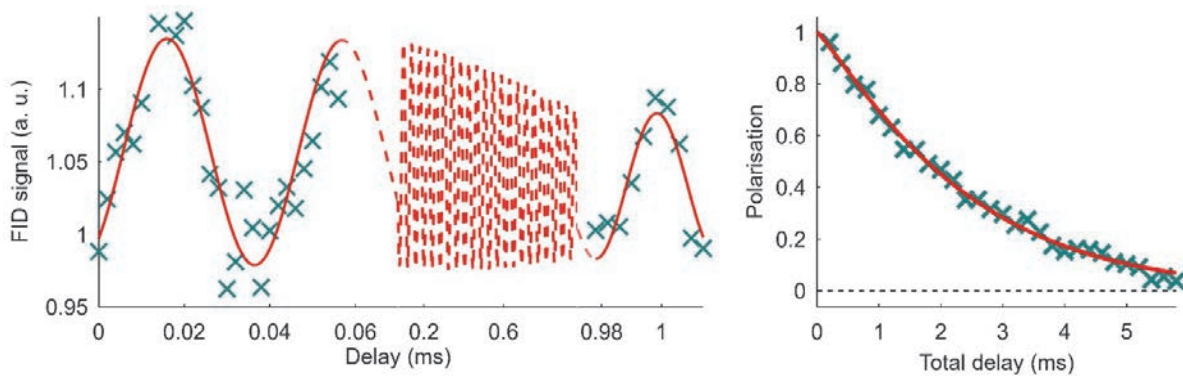 FID signal (a. u.)
1.1
1.05
1
0.95
0 0.02 0.04 0.06 0.2 0.6 0.98 1
Delay (ms)
Polarisation
1
0.8
0.6
0.4
0.2
0
0 1 2 3 4 5
Total delay (ms)